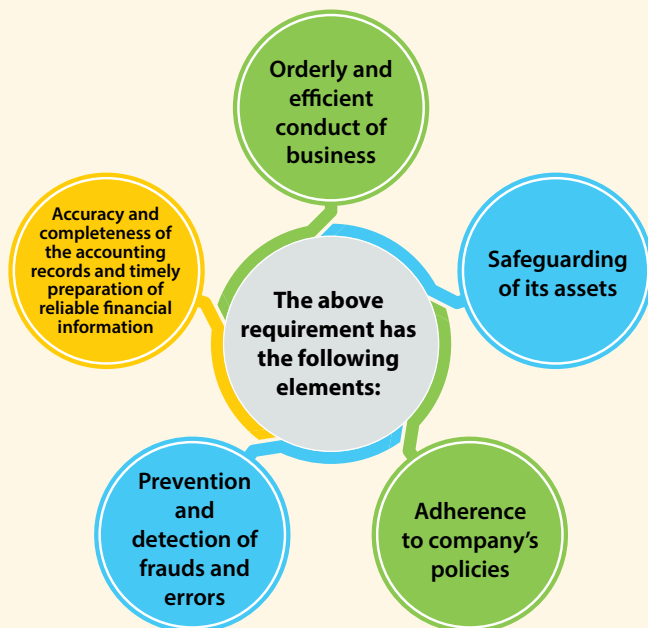 Orderly and
efficient
conduct of
business
Accuracy and
completeness of
the accounting
records and timely
preparation of
reliable financial
information
Safeguarding
of its assets
The above
requirement has
the following
elements:
Prevention
and
detection of
frauds and
errors
Adherence
to company’s
policies